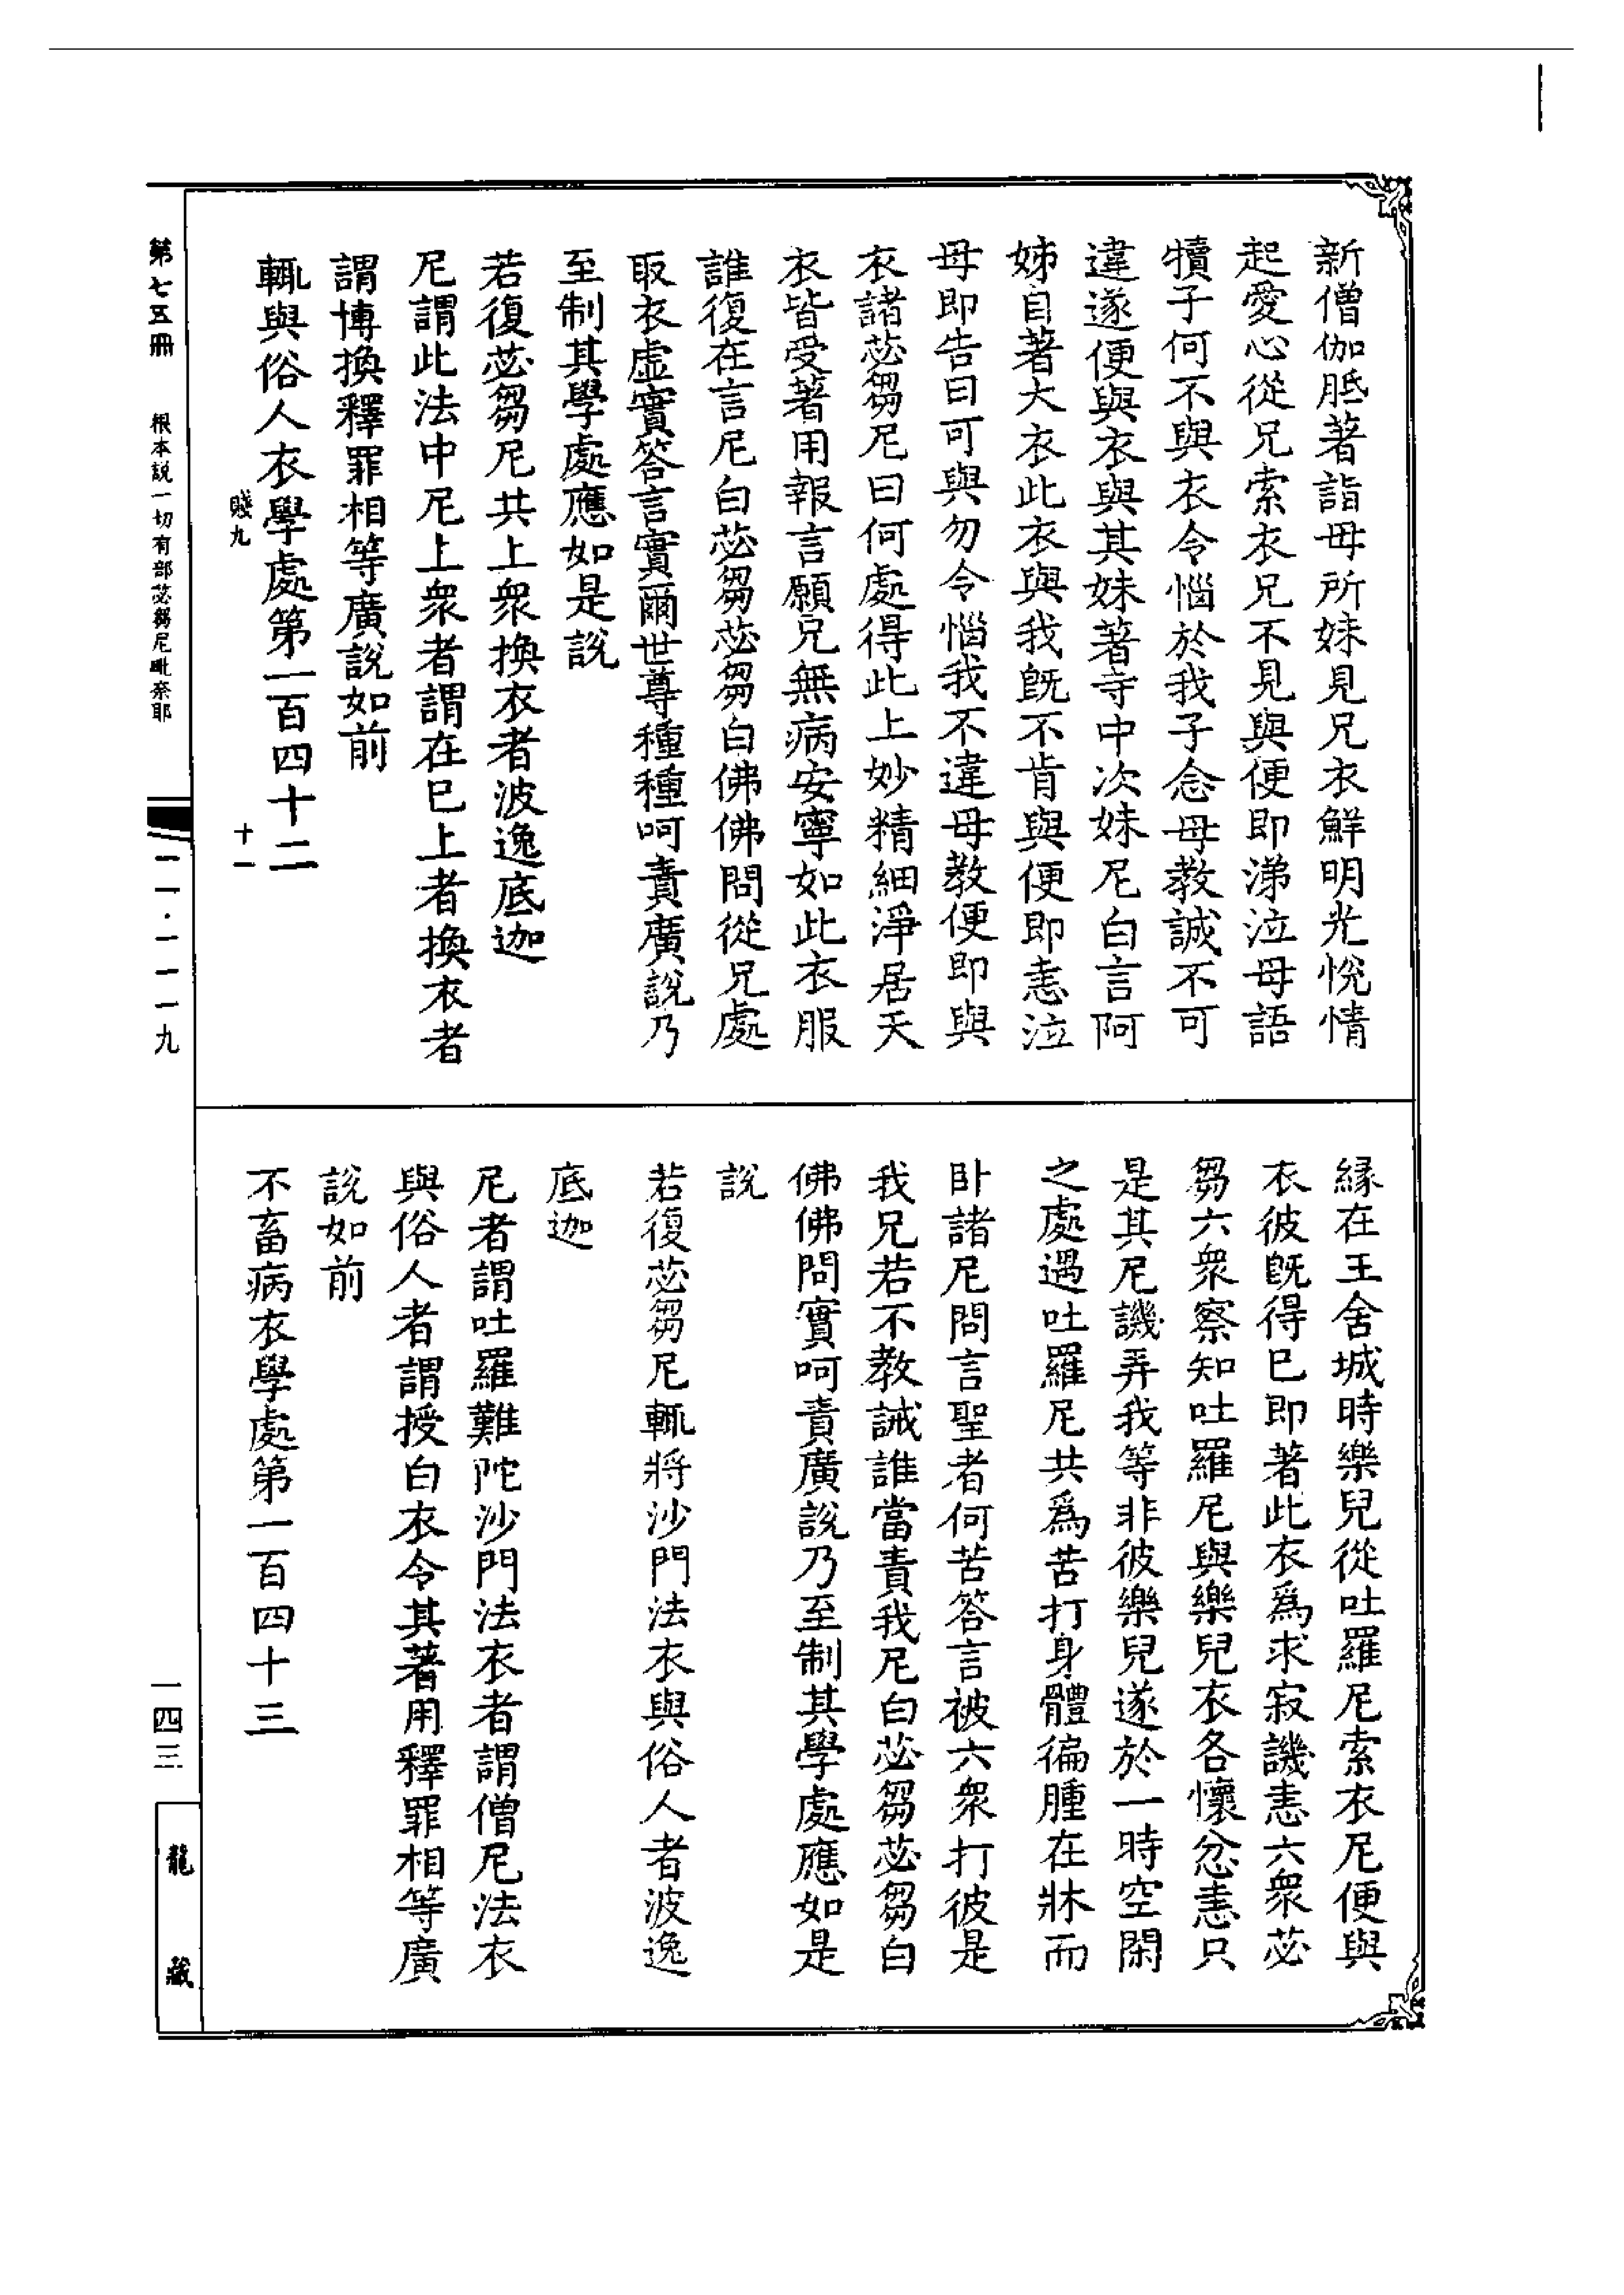 新僧伽胝著詣母所妹見兄衣鮮明光悅情
起愛心從兄索衣兄不見與便即涕泣母語
犢子何不與衣令惱於我子念母教誠不可
違遂便與衣與其妹著寺中次妹尼白言阿
姊自著大衣此衣與我既不肯與便即恚泣
母即告曰可與勿令惱我不違母教便即與
衣諸苾芻尼曰何處得此上妙精細淨居天
衣皆受著用報言願兄無病安寧如此衣服
誰復在言尼白苾芻苾芻白佛佛問從兄處
取衣虛實答言實爾世尊種種呵責廣說乃
至制其學處應如是說
若復苾芻尼共上衆換衣者波逸底迦
尼謂此法中尼上衆者謂在已上者換衣者
謂博換釋罪相等廣說如前
輒與俗人衣學處第一百四十二
賤九 十一
緣在王舍城時樂兒從吐羅尼索衣尼便與
衣彼既得已即著此衣爲求寂譏恚六衆苾
芻六衆察知吐羅尼與樂兒衣各懷忿恚只
是其尼譏弄我等非彼樂兒遂於一時空閑
之處遇吐羅尼共爲苦打身體徧腫在牀而
卧諸尼問言聖者何苦答言被六衆打彼是
我兄若不教誡誰當責我尼白苾芻苾芻白
佛佛問實呵責廣說乃至制其學處應如是
說
若復苾芻尼輒將沙門法衣與俗人者波逸
底迦
尼者謂吐羅難陀沙門法衣者謂僧尼法衣
與俗人者謂授白衣令其著用釋罪相等廣
說如前
不畜病衣學處第一百四十三
第七五冊 根本説一切有部苾芻尼毗奈耶
一一·一一一九
一四三
龍藏